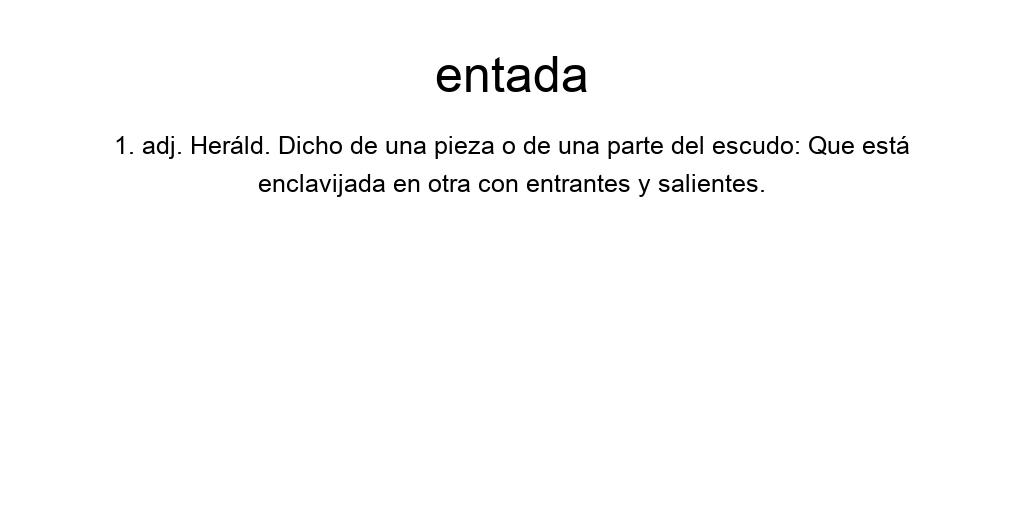 entada
1. adj. Heráld. Dicho de una pieza o de una parte del escudo: Que está
enclavijada en otra con entrantes y salientes.